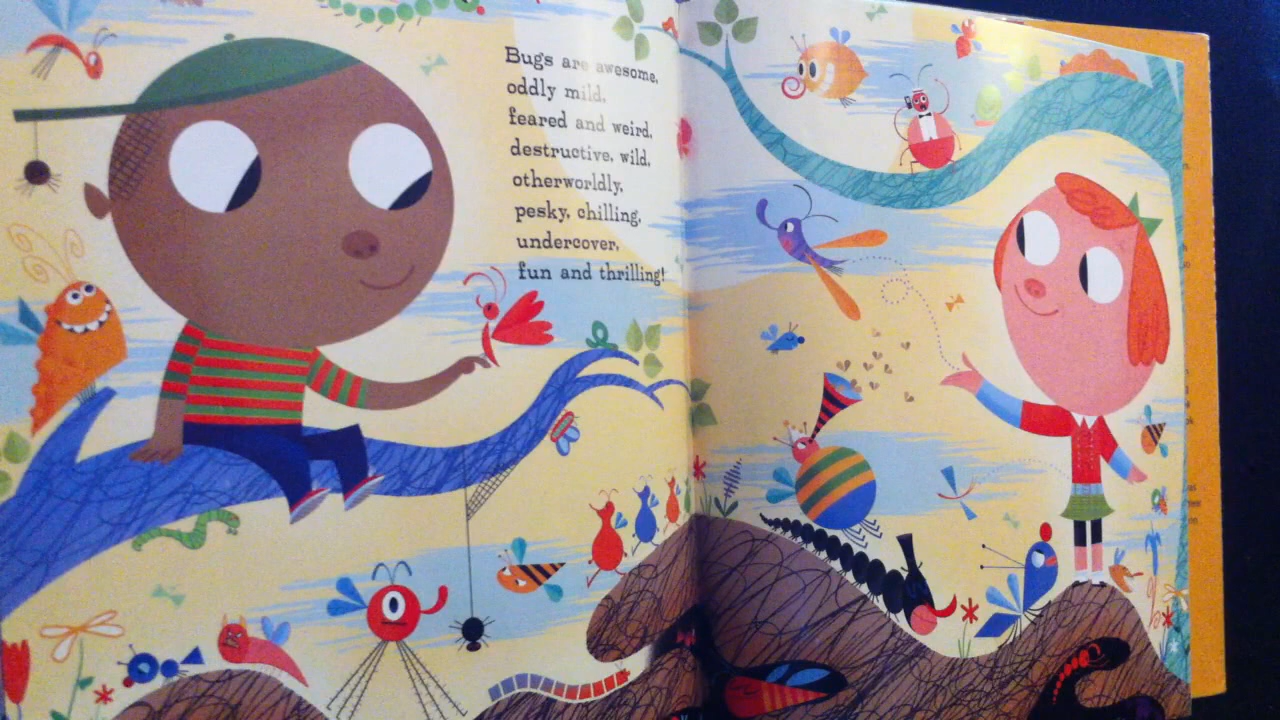 Bugs are awesome,
oddly mild,
feared and weird,
destructive, wild,
otherworldly,
pesky, chilling,
undercover,
fun and thrilling!